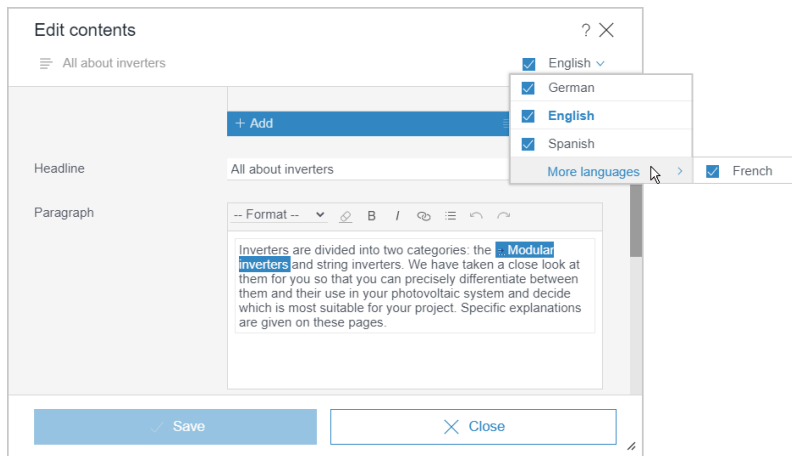 Edit contents
?
All about inverters
English
German
English
Spanish
More languages
French
+ Add
Headline
All about inverters
Paragraph
-- Format --
B I
Inverters are divided into two categories: the Modular
inverters and string inverters. We have taken a close look at
them for you so that you can precisely differentiate between
them and their use in your photovoltaic system and decide
which is most suitable for your project. Specific explanations
are given on these pages.
Save
Close